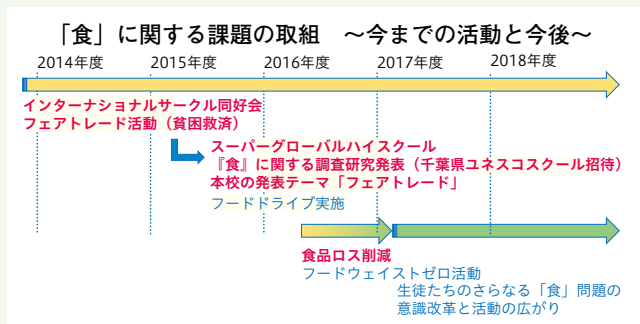 「食」に関する課題の取組　～今までの活動と今後～
2014年度　2015年度　2016年度　2017年度　2018年度
インターナショナルサークル同好会
フェアトレード活動（貧困救済）
スーパーグローバルハイスクール
『食』に関する調査研究発表（千葉県ユネスコスクール招待）
本校の発表テーマ「フェアトレード」
フードドライブ実施
食品ロス削減
フードウェイストゼロ活動
生徒たちのさらなる「食」問題の
意識改革と活動の広がり